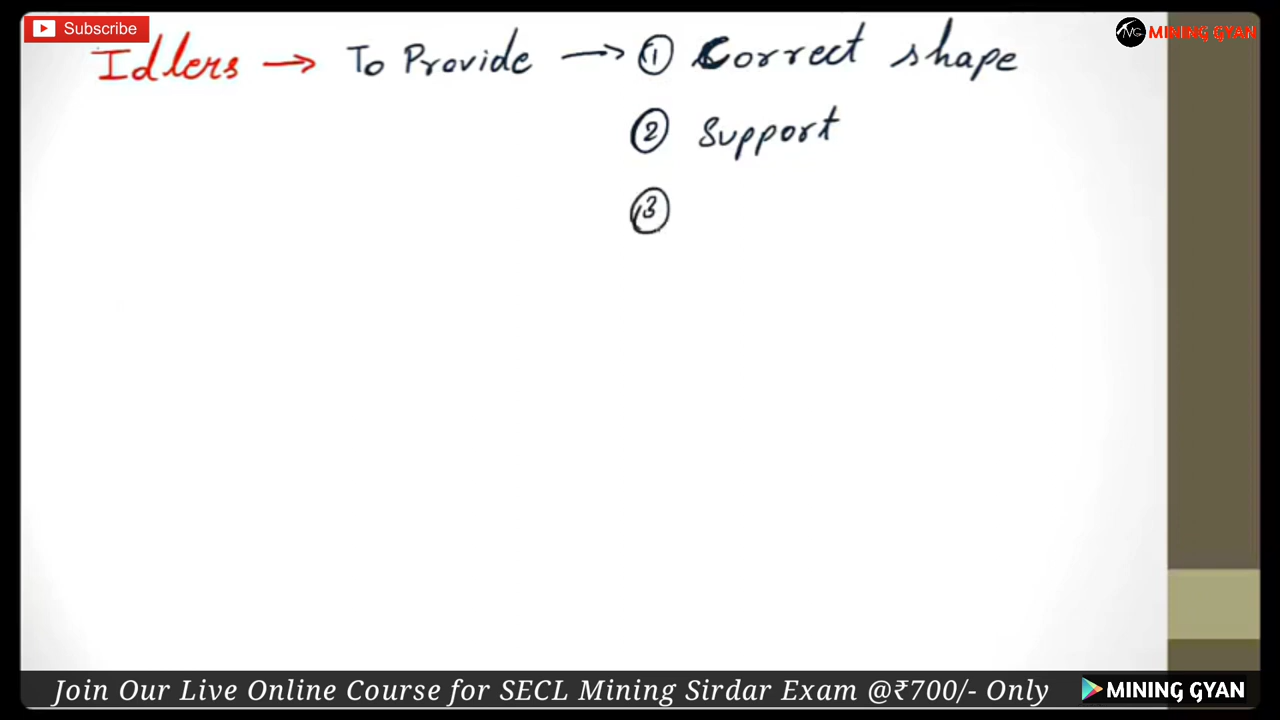 Subscribe
MINING GYAN
Idlers → To Provide → ① Correct shape
② Support
③
Join Our Live Online Course for SECL Mining Sirdar Exam @₹700/- Only
MINING GYAN